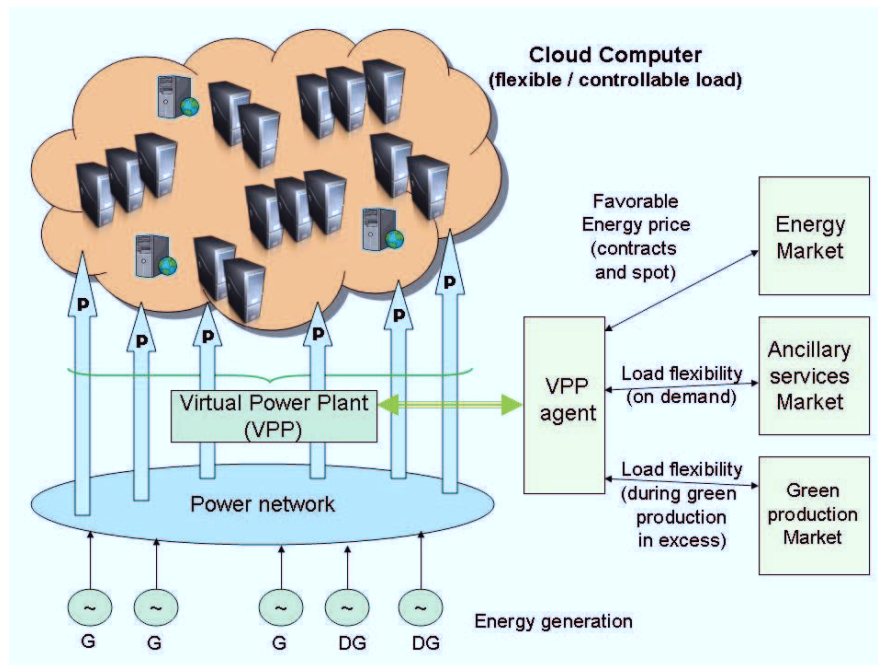 Cloud Computer
(flexible / controllable load)
Favorable
Energy price
(contracts
and spot)
Energy
Market
P
P
P
P
P
P
Virtual Power Plant
(VPP)
VPP
agent
Load flexibility
(on demand)
Ancillary
services
Market
Load flexibility
(during green
production
in excess)
Green
production
Market
Power network
~
~
~
~
~
G
G
G
DG
DG
Energy generation